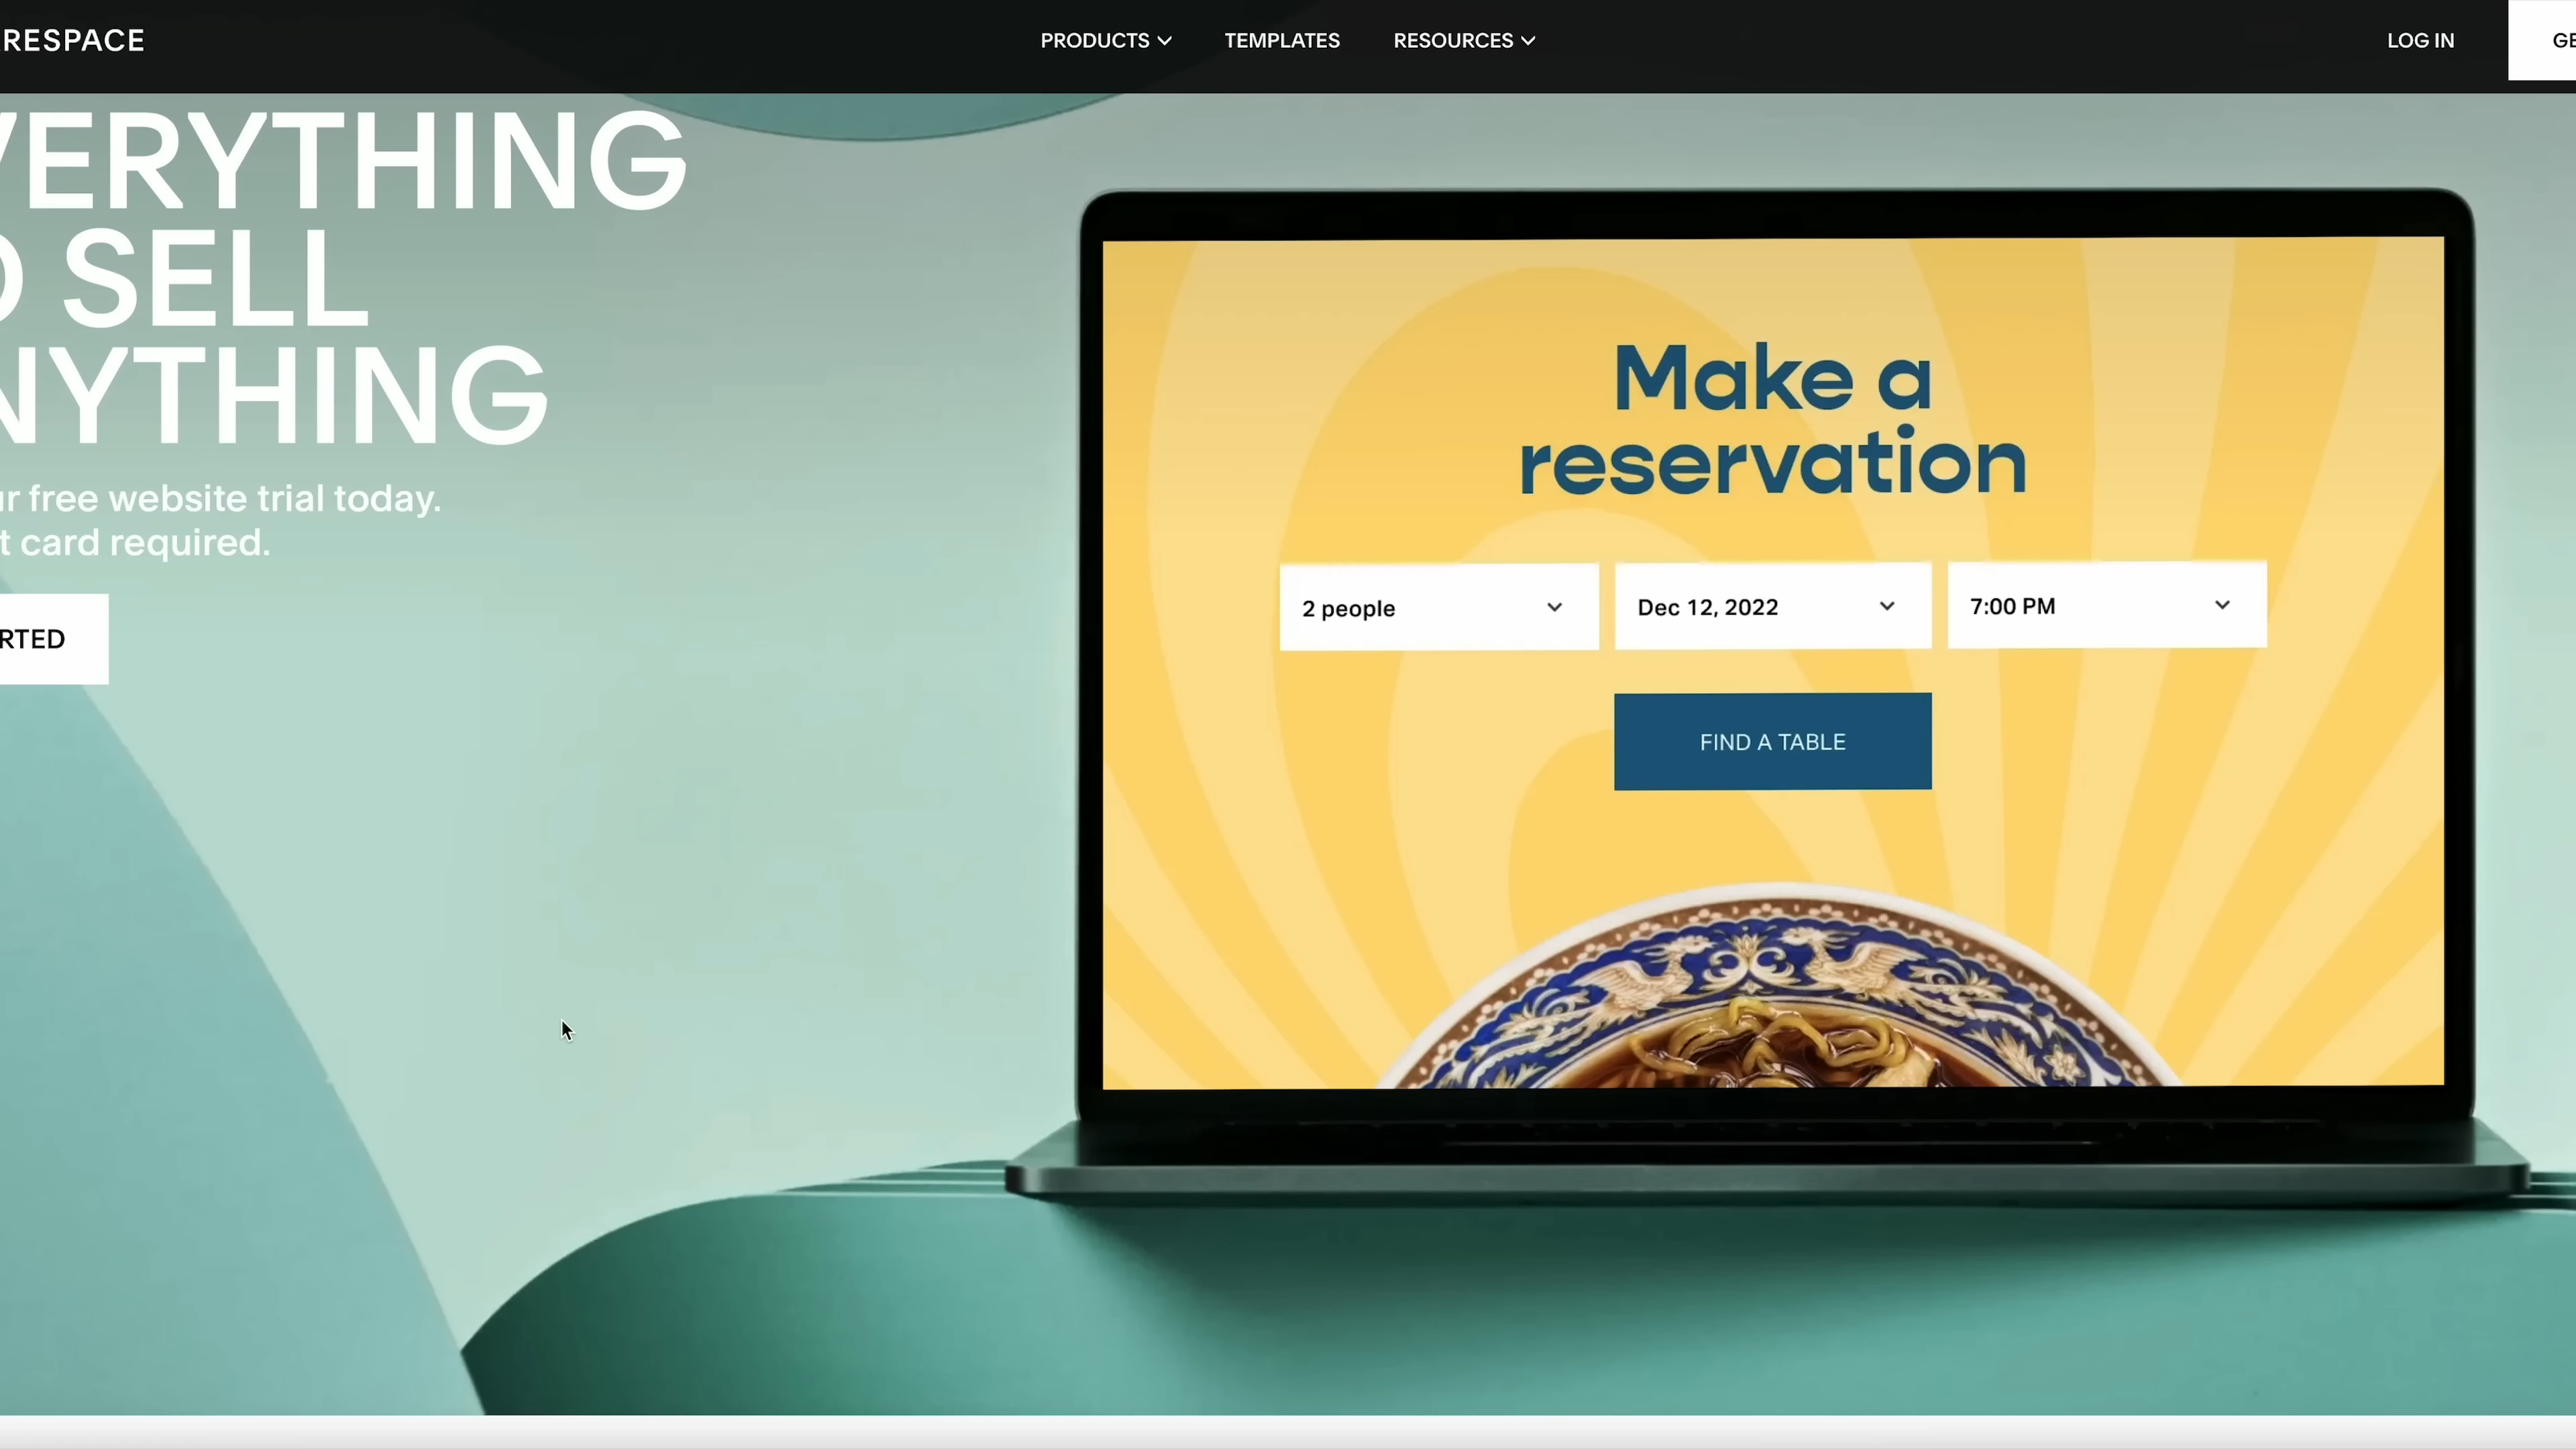 RESPACE
PRODUCTS
TEMPLATES
RESOURCES
LOG IN
GE
VERYTHING
O SELL
NYTHING
ur free website trial today.
t card required.
RTED
Make a
reservation
2 people
Dec 12, 2022
7:00 PM
FIND A TABLE